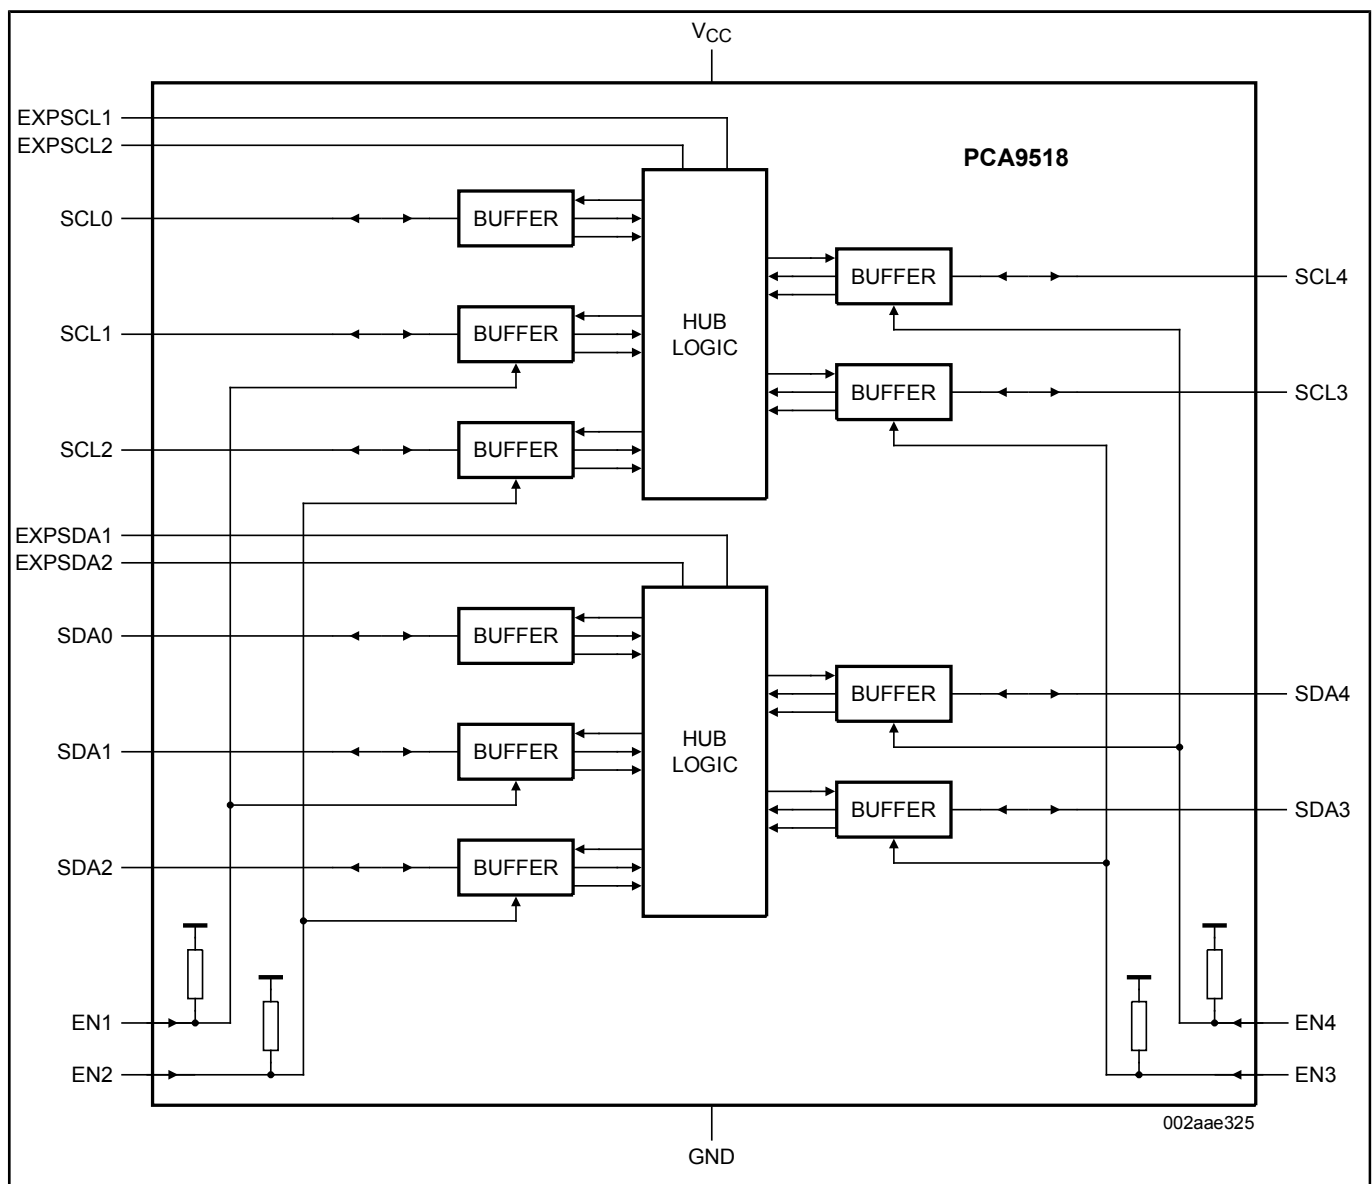 VCC
EXPSCL1
EXPSCL2
PCA9518
SCL0
BUFFER
BUFFER
SCL4
SCL1
BUFFER
HUB
LOGIC
BUFFER
SCL3
SCL2
BUFFER
EXPSDA1
EXPSDA2
SDA0
BUFFER
BUFFER
SDA4
SDA1
BUFFER
HUB
LOGIC
BUFFER
SDA3
SDA2
BUFFER
EN1
EN4
EN2
EN3
002aae325
GND